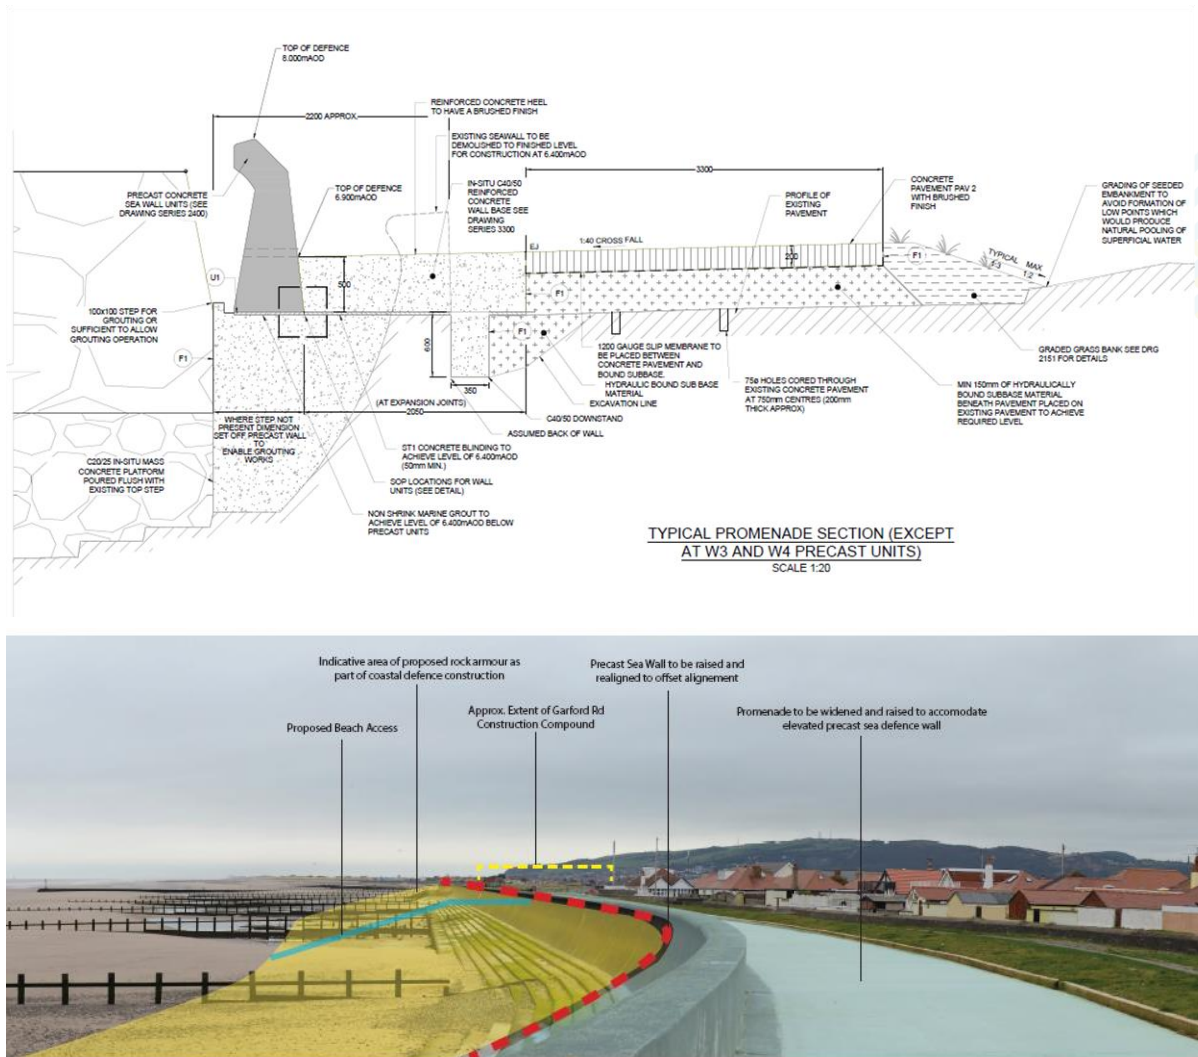 TOP OF DEFENCE
8.000mAOD
2200 APPROX.
REINFORCED CONCRETE HEEL
TO HAVE A BRUSHED FINISH
EXISTING SEAWALL TO BE
DEMOLISHED TO FINISHED LEVEL
FOR CONSTRUCTION AT 6.400mAOD
PRECAST CONCRETE
SEA WALL UNITS (SEE
DRAWING SERIES 2400)
TOP OF DEFENCE
6.900mAOD
IN-SITU C40/50
REINFORCED
CONCRETE
WALL BASE SEE
DRAWING
SERIES 3300
3300
PROFILE OF
EXISTING
PAVEMENT
CONCRETE
PAVEMENT PAV 2
WITH BRUSHED
FINISH
GRADING OF SEEDED
EMBANKMENT TO
AVOID FORMATION OF
LOW POINTS WHICH
WOULD PRODUCE
NATURAL POOLING OF
SUPERFICIAL WATER
EJ
1:40 CROSS FALL
200
F1
TYPICAL MAX
1:3 1:2
U1
500
F1
100x100 STEP FOR
GROUTING OR
SUFFICIENT TO ALLOW
GROUTING OPERATION
F1
600
F1
350
(AT EXPANSION JOINTS)
2050
1200 GAUGE SLIP MEMBRANE TO
BE PLACED BETWEEN
CONCRETE PAVEMENT AND
BOUND SUBBASE.
HYDRAULIC BOUND SUB BASE
MATERIAL
EXCAVATION LINE
C40/50 DOWNSTAND
ASSUMED BACK OF WALL
75ø HOLES CORED THROUGH
EXISTING CONCRETE PAVEMENT
AT 750mm CENTRES (200mm
THICK APPROX)
GRADED GRASS BANK SEE DRG
2151 FOR DETAILS
MIN 150mm OF HYDRAULICALLY
BOUND SUBBASE MATERIAL
BENEATH PAVEMENT PLACED ON
EXISTING PAVEMENT TO ACHIEVE
REQUIRED LEVEL
WHERE STEP NOT
PRESENT DIMENSION
SET OFF PRECAST WALL
TO
ENABLE GROUTING
WORKS
ST1 CONCRETE BLINDING TO
ACHIEVE LEVEL OF 6.400mAOD
(50mm MIN.)
C20/25 IN-SITU MASS
CONCRETE PLATFORM
POURED FLUSH WITH
EXISTING TOP STEP
SOP LOCATIONS FOR WALL
UNITS (SEE DETAIL)
NON SHRINK MARINE GROUT TO
ACHIEVE LEVEL OF 6.400mAOD BELOW
PRECAST UNITS
TYPICAL PROMENADE SECTION (EXCEPT
AT W3 AND W4 PRECAST UNITS)
SCALE 1:20
Indicative area of proposed rock armour as
part of coastal defence construction
Precast Sea Wall to be raised and
realigned to offset alignement
Proposed Beach Access
Approx. Extent of Garford Rd
Construction Compound
Promenade to be widened and raised to accomodate
elevated precast sea defence wall